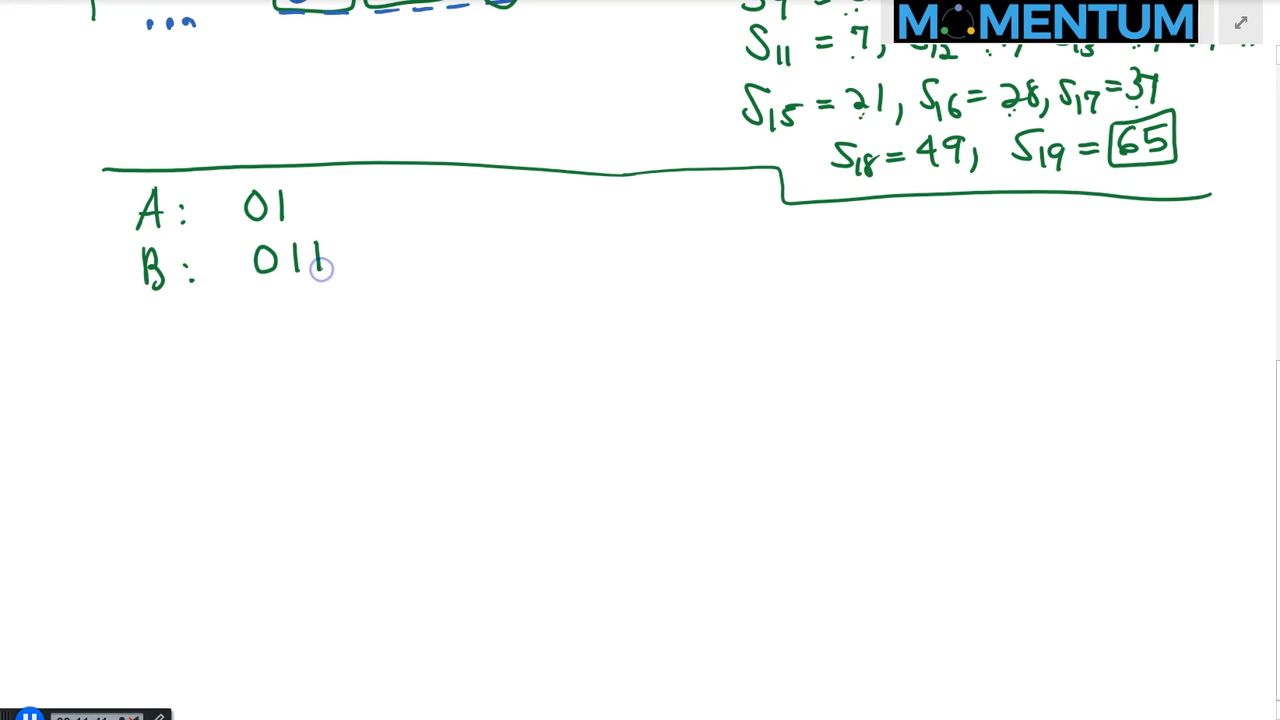 MOMENTUM
S₁₁ = 7,
S₁₅ = 21, S₁₆ = 28, S₁₇ = 37
S₁₈ = 49, S₁₉ = 65
A: 01
B: 011